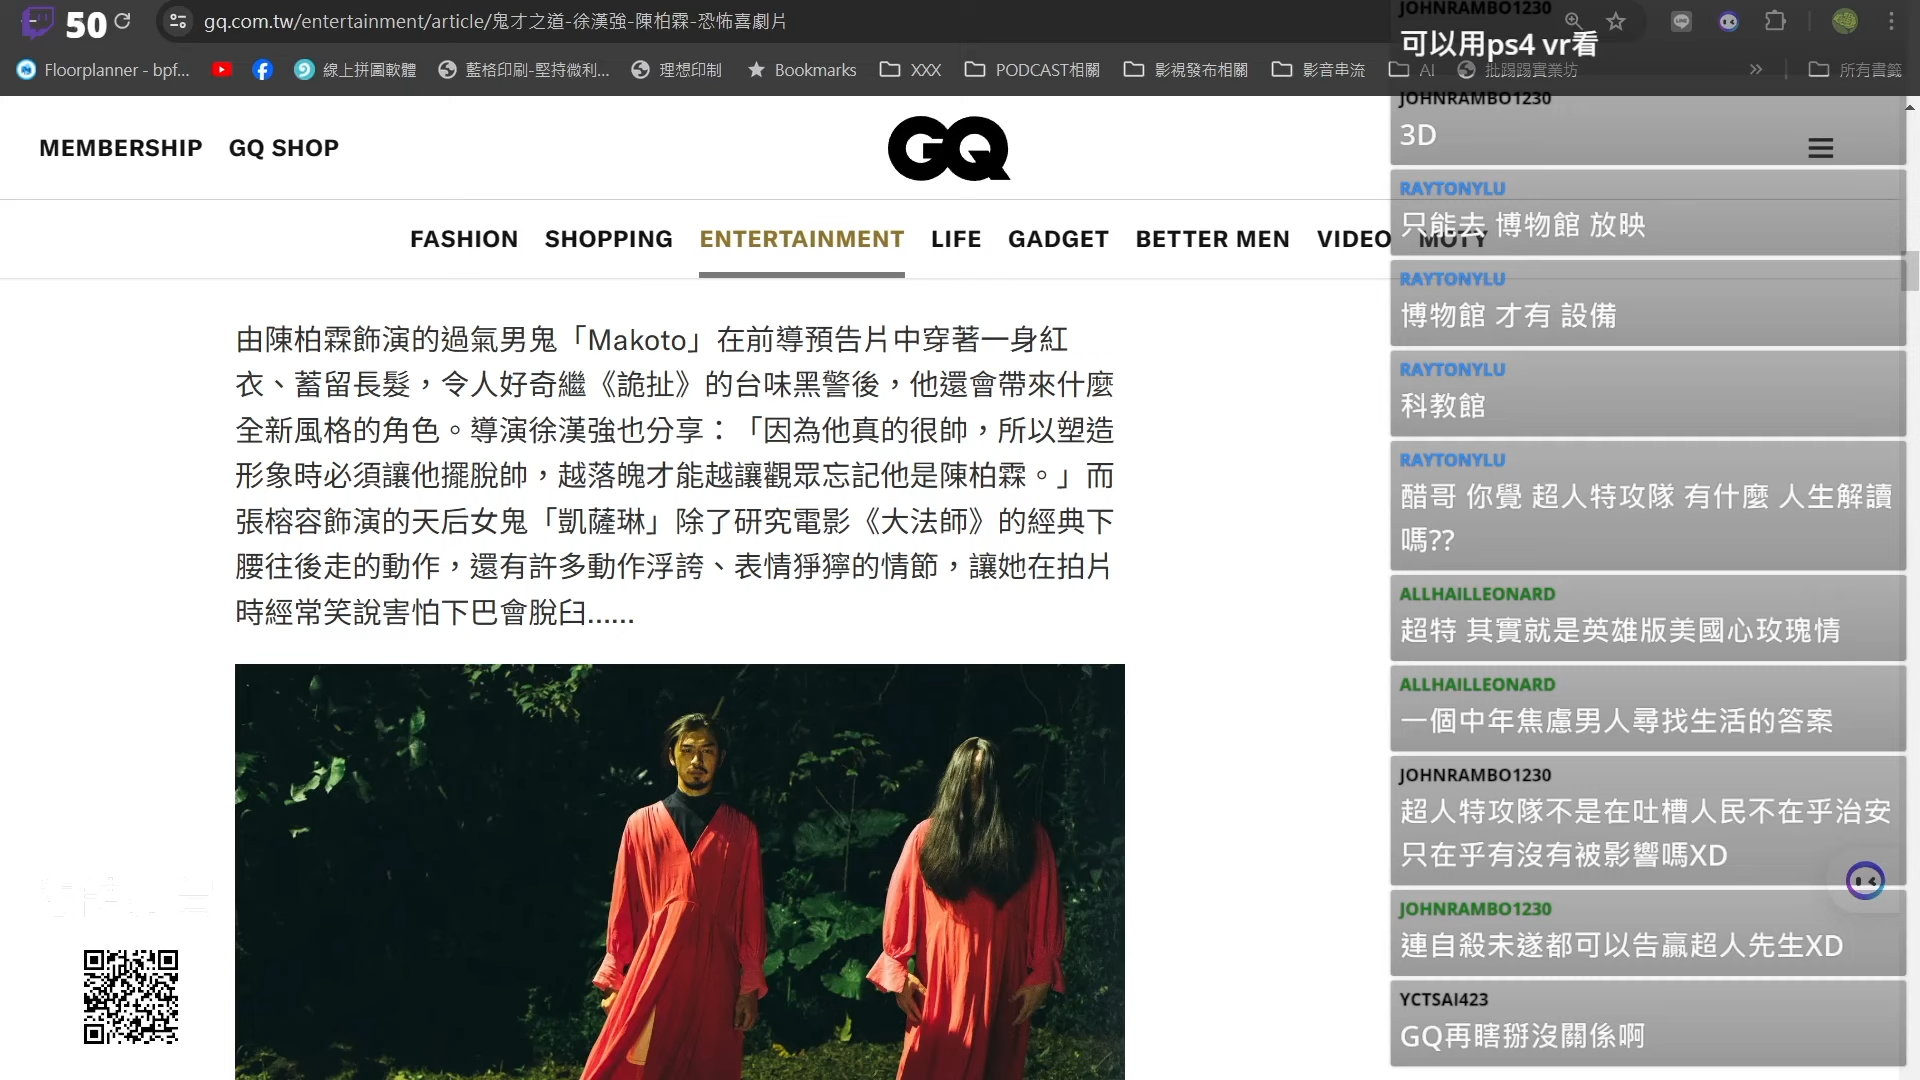 50
gq.com.tw/entertainment/article/鬼才之道-徐漢強-陳柏霖-恐怖喜劇片
Floorplanner - bpf...
線上拼圖軟體
藍格印刷-堅持微利...
理想印制
Bookmarks
XXX
PODCAST相關
影視發布相關
影音串流
AI
批踢踢實業坊
所有書籤
MEMBERSHIP
GQ SHOP
GQ
FASHION
SHOPPING
ENTERTAINMENT
LIFE
GADGET
BETTER MEN
VIDEO
MOTY
由陳柏霖飾演的過氣男鬼「Makoto」在前導預告片中穿著一身紅
衣、蓄留長髮，令人好奇繼《詭扯》的台味黑警後，他還會帶來什麼
全新風格的角色。導演徐漢強也分享：「因為他真的很帥，所以塑造
形象時必須讓他擺脫帥，越落魄才能越讓觀眾忘記他是陳柏霖。」而
張榕容飾演的天后女鬼「凱薩琳」除了研究電影《大法師》的經典下
腰往後走的動作，還有許多動作浮誇、表情猙獰的情節，讓她在拍片
時經常笑說害怕下巴會脫臼......
JOHNRAMBO1230
可以用ps4 vr看
JOHNRAMBO1230
3D
RAYTONYLU
只能去 博物館 放映
RAYTONYLU
博物館 才有 設備
RAYTONYLU
科教館
RAYTONYLU
醋哥 你覺 超人特攻隊 有什麼 人生解讀
嗎??
ALLHAILLEONARD
超特 其實就是英雄版美國心玫瑰情
ALLHAILLEONARD
一個中年焦慮男人尋找生活的答案
JOHNRAMBO1230
超人特攻隊不是在吐槽人民不在乎治安
只在乎有沒有被影響嗎XD
JOHNRAMBO1230
連自殺未遂都可以告贏超人先生XD
YCTSAI423
GQ再瞎掰沒關係啊